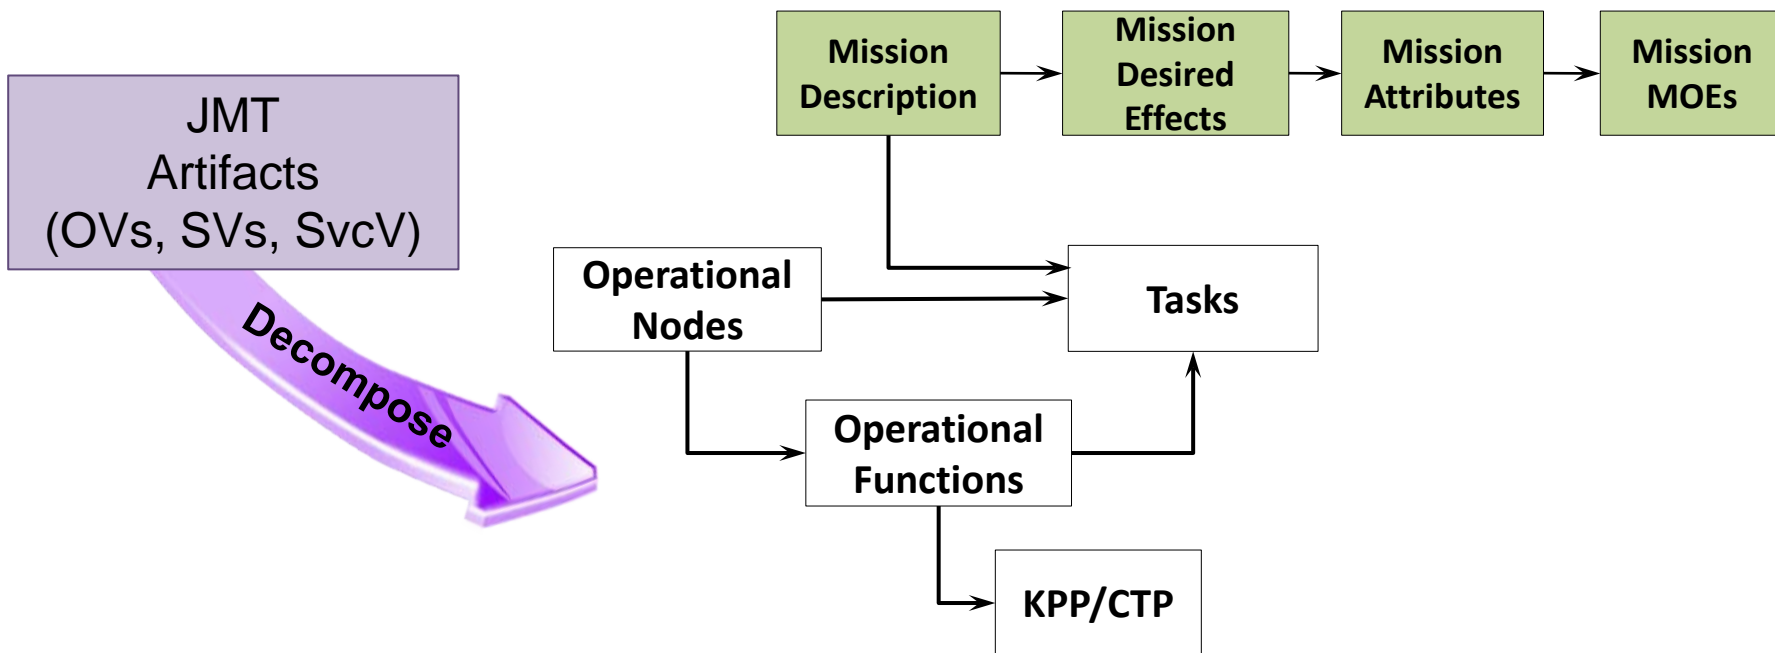 Mission
Description
Mission
Desired
Effects
Mission
Attributes
Mission
MOEs
JMT
Artifacts
(OVs, SVs, SvcV)
Decompose
Operational
Nodes
Tasks
Operational
Functions
KPP/CTP